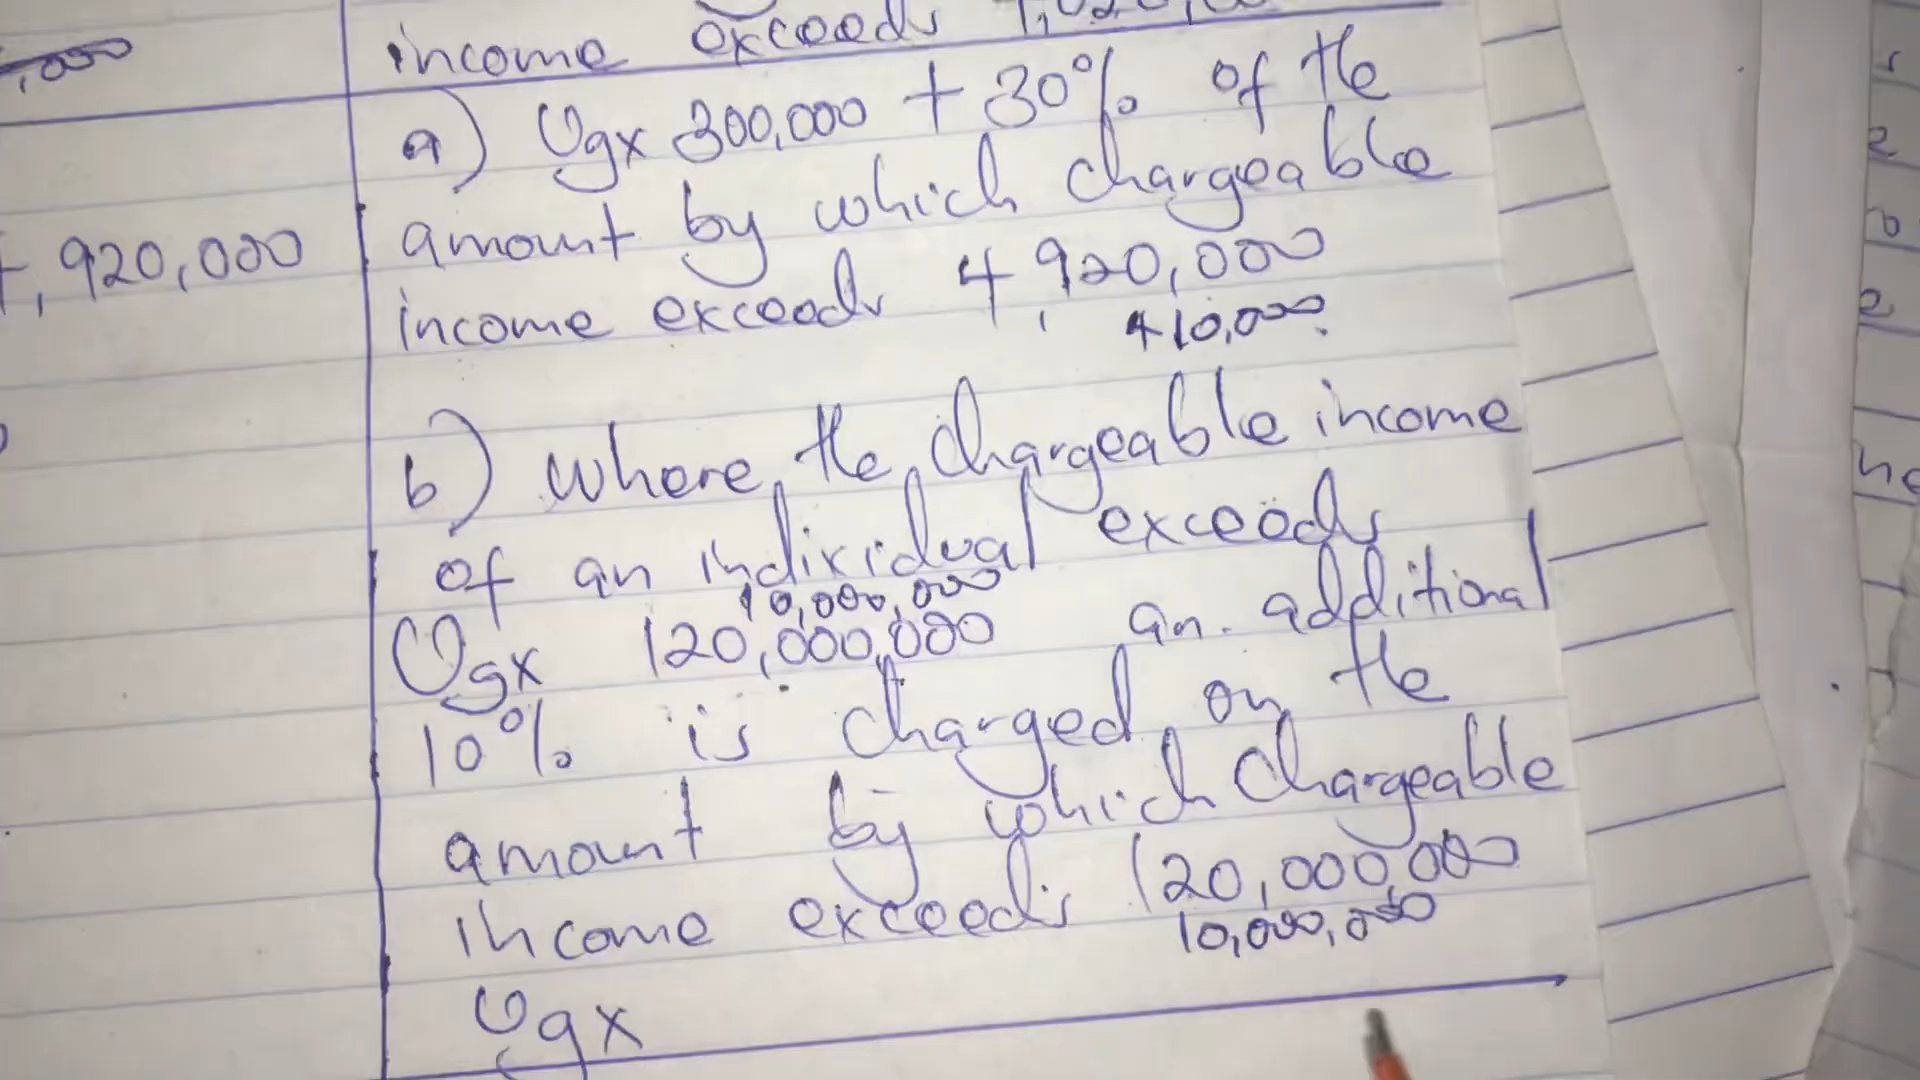 ,000
income exceeds
a) Ugx 300,000 + 30% of the
amount by which chargeable
, 920,000
income exceeds 4,920,000
410,000
b) where the chargeable income
of an individual exceeds
10,000,000
Ugx 120,000,000 an additional
10% is charged on the
amount by which chargeable
income exceeds 120,000,000
10,000,000
Ugx